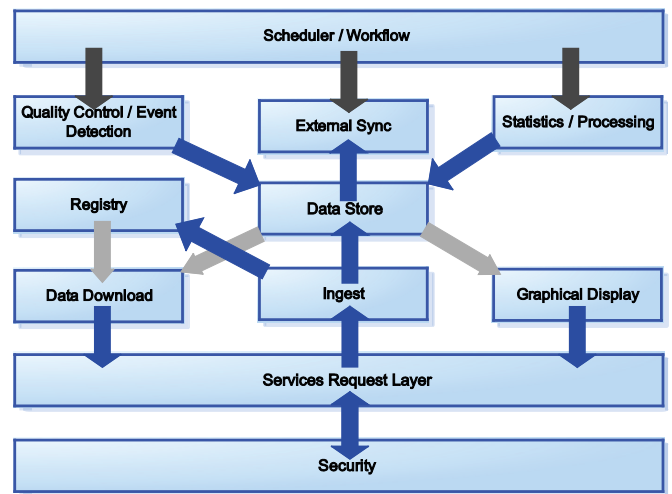 Scheduler / Workflow
Quality Control / Event
Detection
External Sync
Statistics / Processing
Registry
Data Store
Data Download
Ingest
Graphical Display
Services Request Layer
Security